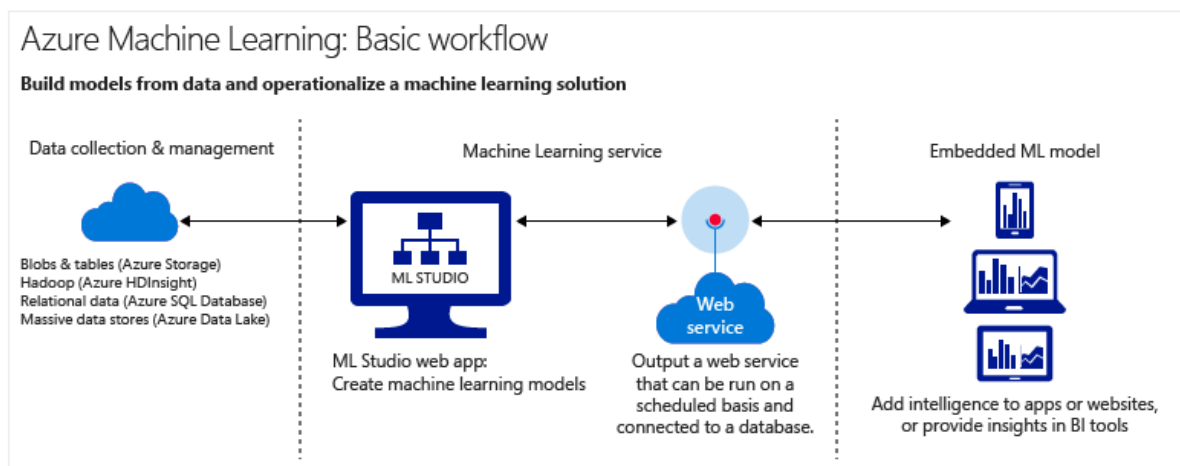 Azure Machine Learning: Basic workflow
Build models from data and operationalize a machine learning solution
Data collection & management
Blobs & tables (Azure Storage)
Hadoop (Azure HDInsight)
Relational data (Azure SQL Database)
Massive data stores (Azure Data Lake)
Machine Learning service
ML STUDIO
ML Studio web app:
Create machine learning models
Web
service
Output a web service
that can be run on a
scheduled basis and
connected to a database.
Embedded ML model
Add intelligence to apps or websites,
or provide insights in BI tools